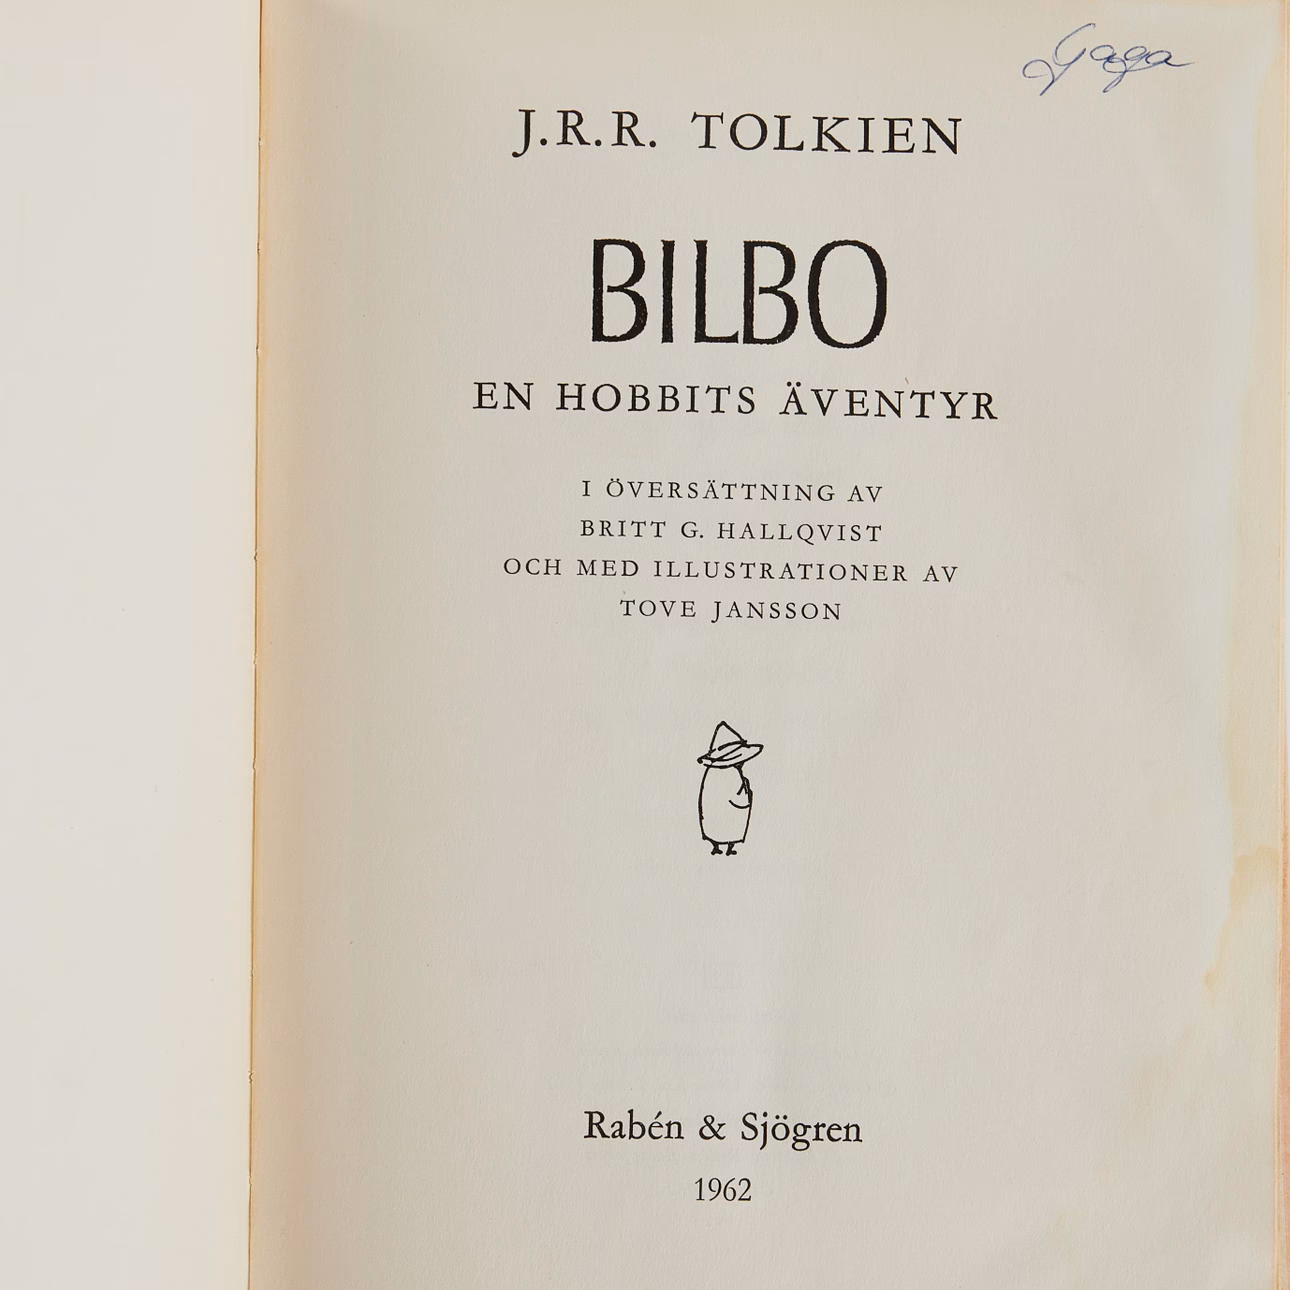 Gaga
J.R.R. TOLKIEN
BILBO
EN HOBBITS ÄVENTYR
I ÖVERSÄTTNING AV
BRITT G. HALLQVIST
OCH MED ILLUSTRATIONER AV
TOVE JANSSON
Rabén & Sjögren
1962